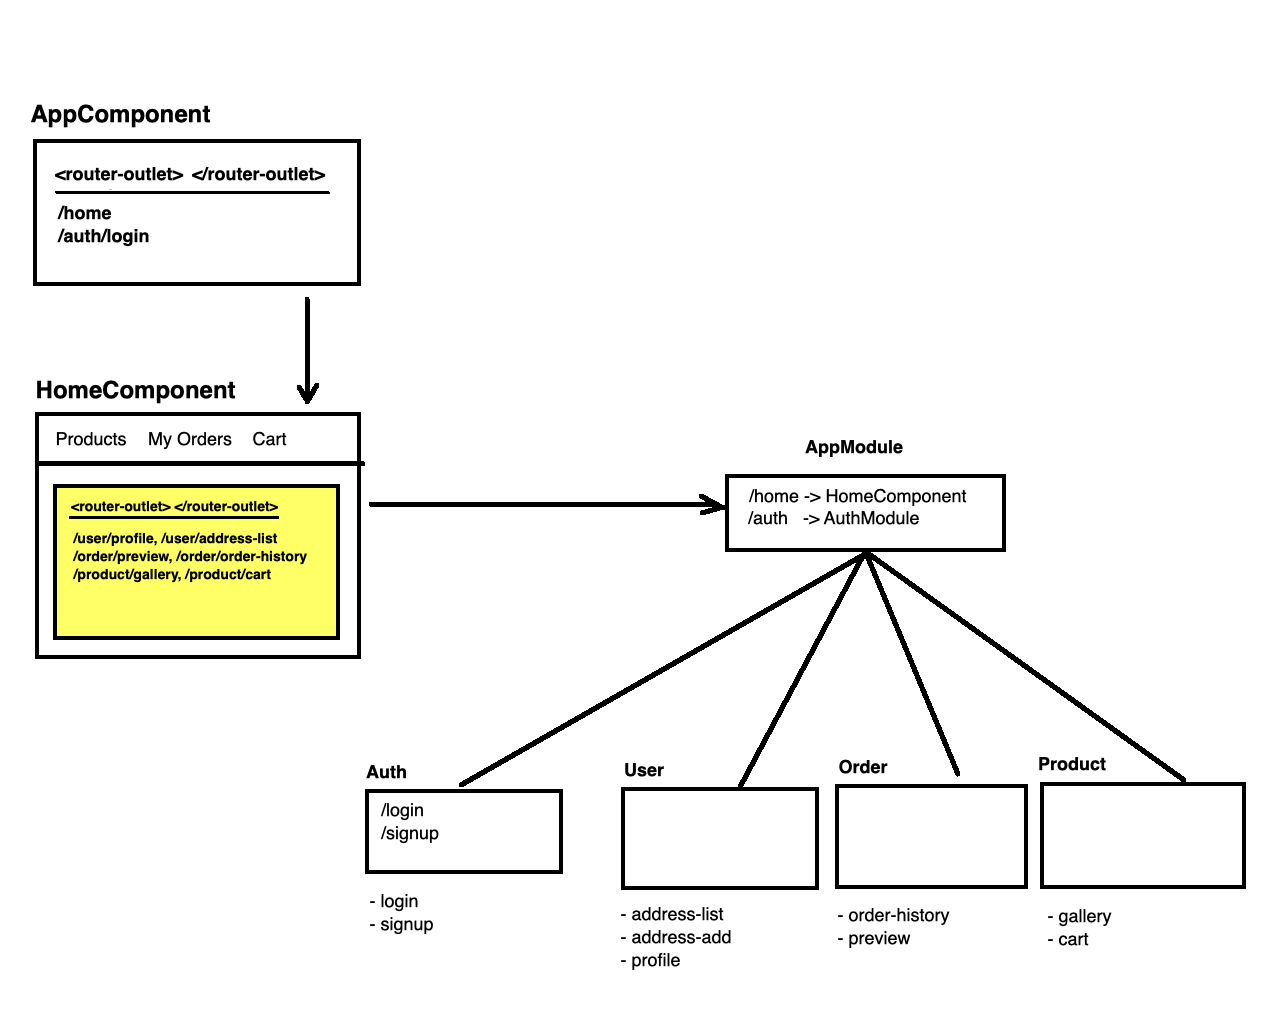 AppComponent
<router-outlet> </router-outlet>
/home
/auth/login
HomeComponent
Products My Orders Cart
<router-outlet> </router-outlet>
/user/profile, /user/address-list
/order/preview, /order/order-history
/product/gallery, /product/cart
AppModule
/home -> HomeComponent
/auth -> AuthModule
Auth
/login
/signup
- login
- signup
User
- address-list
- address-add
- profile
Order
- order-history
- preview
Product
- gallery
- cart